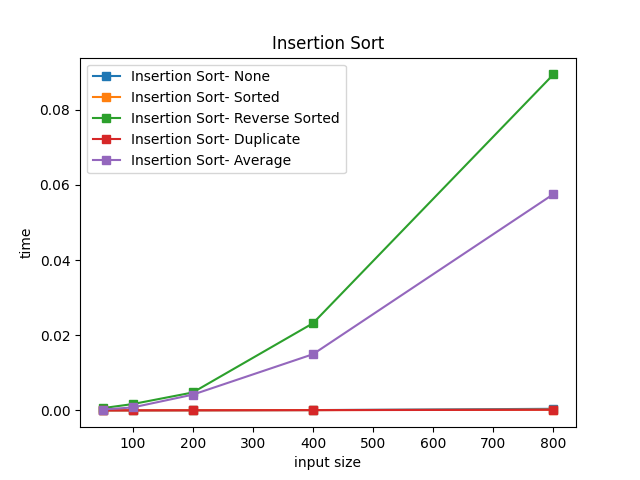 Insertion Sort
Insertion Sort- None
Insertion Sort- Sorted
Insertion Sort- Reverse Sorted
Insertion Sort- Duplicate
Insertion Sort- Average
0.08
0.06
0.04
0.02
0.00
time
100 200 300 400 500 600 700 800
input size